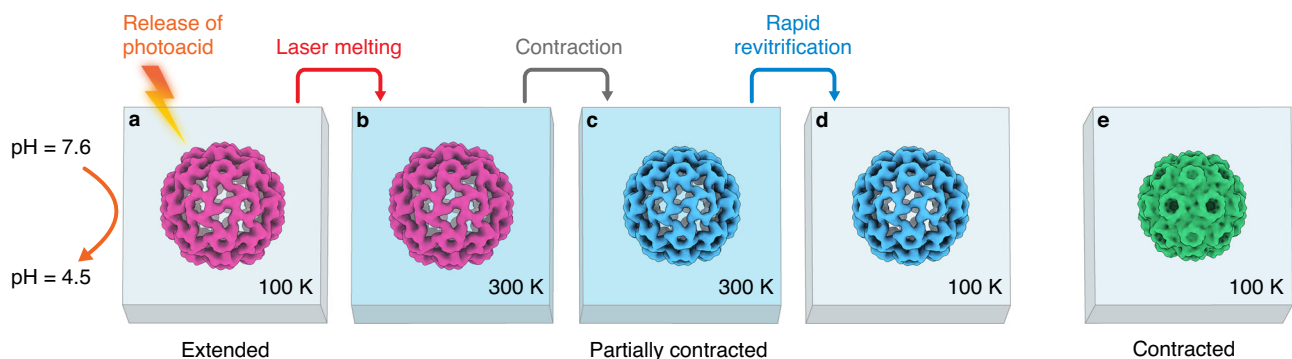 Release of
photoacid
Laser melting
Contraction
Rapid
revitrification
a
b
c
d
e
pH = 7.6
pH = 4.5
100 K
300 K
300 K
100 K
100 K
Extended
Partially contracted
Contracted